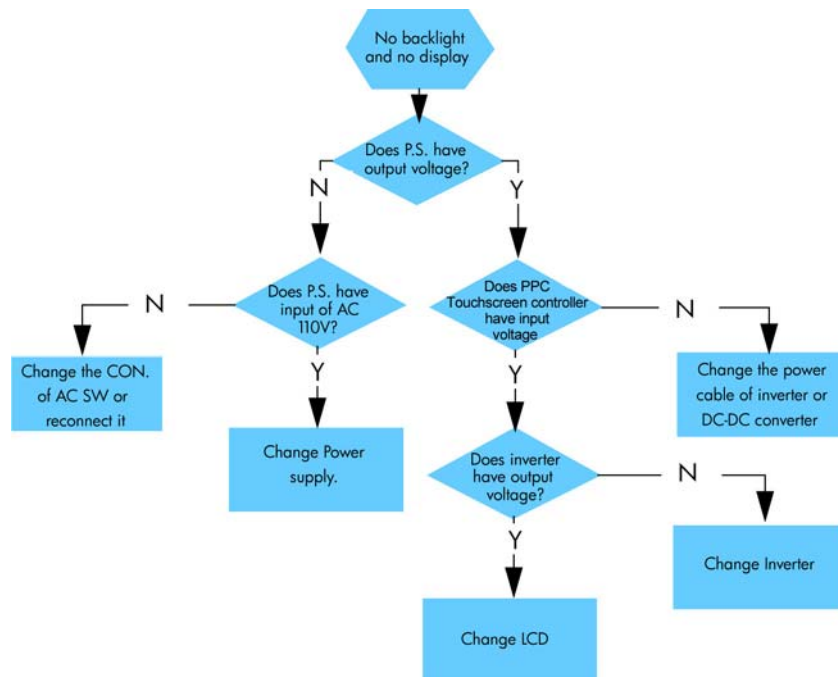 No backlight
and no display
Does P.S. have
output voltage?
N
Y
Does P.S. have
input of AC
110V?
Does PPC
Touchscreen controller
have input
voltage
N
N
Change the CON.
of AC SW or
reconnect it
Y
Y
Change the power
cable of inverter or
DC-DC converter
Change Power
supply.
Does inverter
have output
voltage?
N
Y
Change Inverter
Change LCD